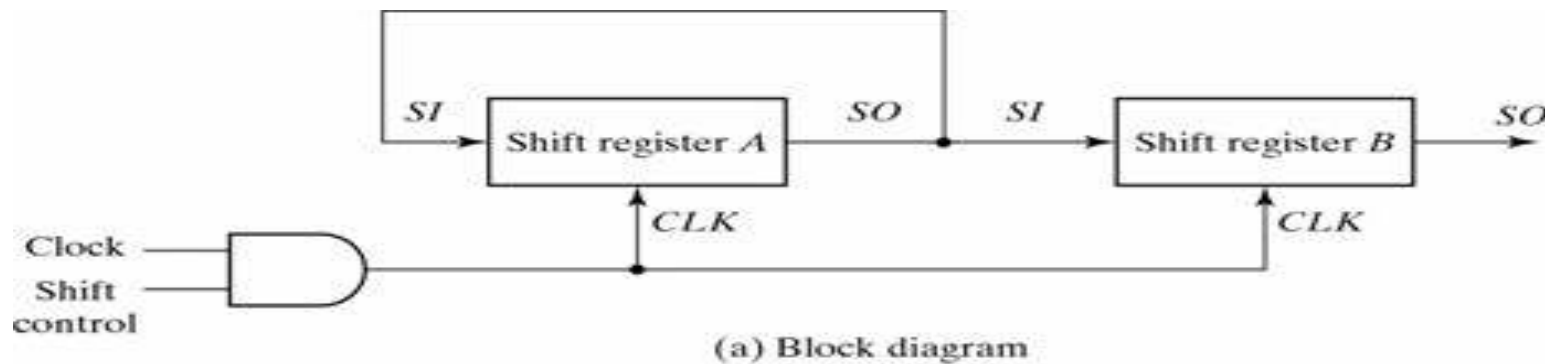 SI
Shift register A
SO
SI
Shift register B
SO
CLK
CLK
Clock
Shift
control
(a) Block diagram